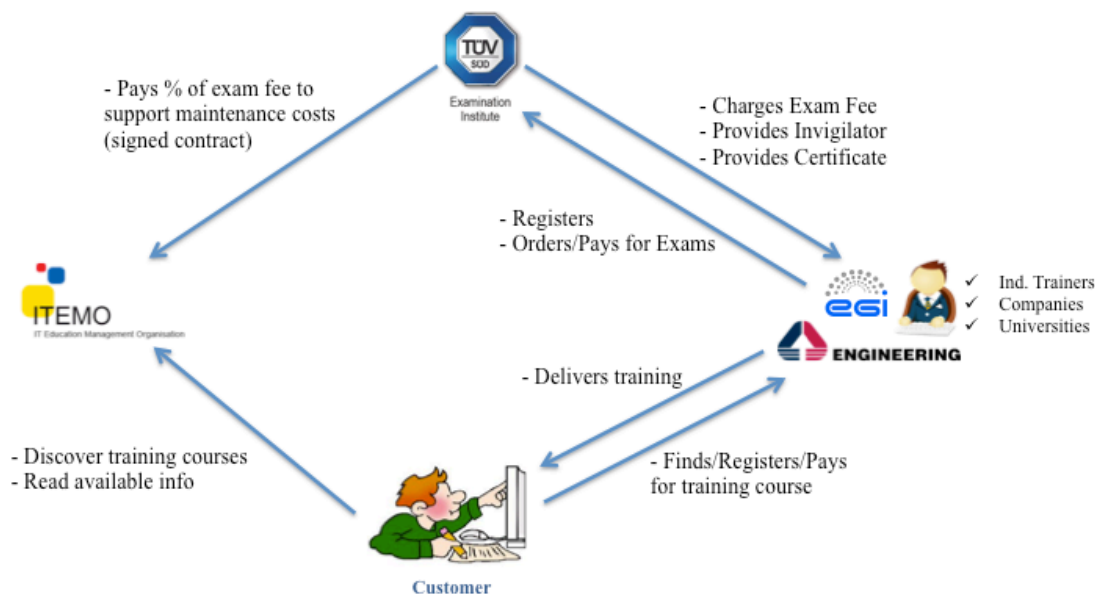 TÜV
SÜD
Examination
Institute
- Pays % of exam fee to
support maintenance costs
(signed contract)
- Charges Exam Fee
- Provides Invigilator
- Provides Certificate
- Registers
- Orders/Pays for Exams
ITEMO
IT Education Management Organisation
eGI
✓ Ind. Trainers
✓ Companies
✓ Universities
ENGINEERING
- Delivers training
- Discover training courses
- Read available info
- Finds/Registers/Pays
for training course
Customer